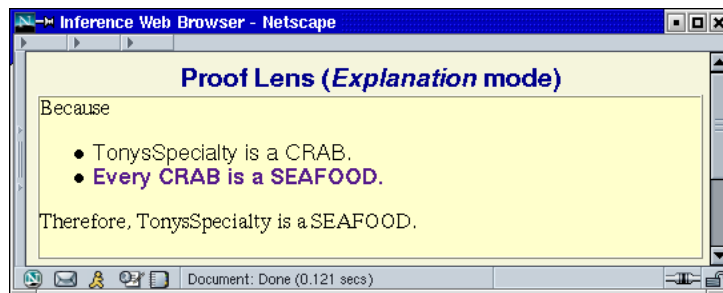 Inference Web Browser - Netscape
Proof Lens (Explanation mode)
Because
TonysSpecialty is a CRAB.
Every CRAB is a SEAFOOD.
Therefore, TonysSpecialty is a SEAFOOD.
Document: Done (0.121 secs)